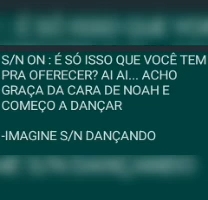 S/N ON : É SÓ ISSO QUE VOCÊ TEM
PRA OFERECER? AI AI... ACHO
GRAÇA DA CARA DE NOAH E
COMEÇO A DANÇAR
-IMAGINE S/N DANÇANDO